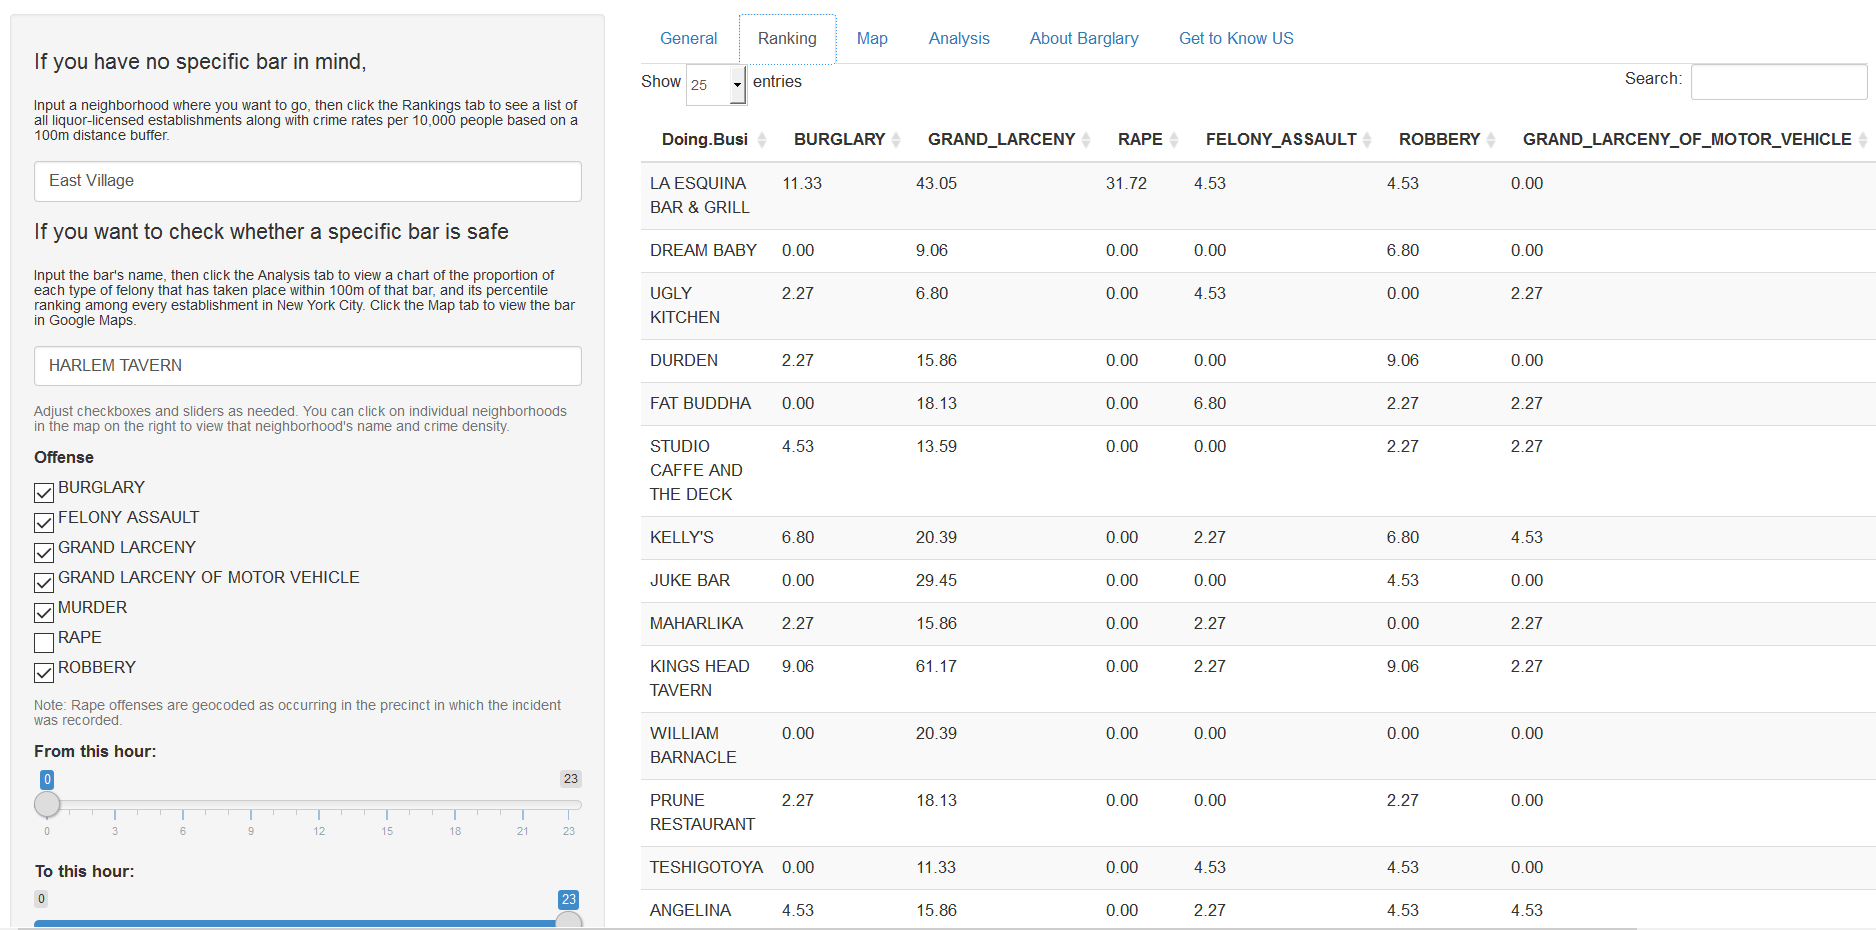 If you have no specific bar in mind,
Input a neighborhood where you want to go, then click the Rankings tab to see a list of
all liquor-licensed establishments along with crime rates per 10,000 people based on a
100m distance buffer.
East Village
If you want to check whether a specific bar is safe
Input the bar's name, then click the Analysis tab to view a chart of the proportion of
each type of felony that has taken place within 100m of that bar, and its percentile
ranking among every establishment in New York City. Click the Map tab to view the bar
in Google Maps.
HARLEM TAVERN
Adjust checkboxes and sliders as needed. You can click on individual neighborhoods
in the map on the right to view that neighborhood's name and crime density.
Offense
BURGLARY
FELONY ASSAULT
GRAND LARCENY
GRAND LARCENY OF MOTOR VEHICLE
MURDER
RAPE
ROBBERY
Note: Rape offenses are geocoded as occurring in the precinct in which the incident
was recorded.
From this hour:
0 23
0 3 6 9 12 15 18 21 23
To this hour:
0 23
General Ranking Map Analysis About Barglary Get to Know US
Show 25 entries Search:
Doing.Busi BURGLARY GRAND_LARCENY RAPE FELONY_ASSAULT ROBBERY GRAND_LARCENY_OF_MOTOR_VEHICLE
LA ESQUINA 11.33 43.05 31.72 4.53 4.53 0.00
BAR & GRILL
DREAM BABY 0.00 9.06 0.00 0.00 6.80 0.00
UGLY 2.27 6.80 0.00 4.53 0.00 2.27
KITCHEN
DURDEN 2.27 15.86 0.00 0.00 9.06 0.00
FAT BUDDHA 0.00 18.13 0.00 6.80 2.27 2.27
STUDIO 4.53 13.59 0.00 0.00 2.27 2.27
CAFFE AND
THE DECK
KELLY'S 6.80 20.39 0.00 2.27 6.80 4.53
JUKE BAR 0.00 29.45 0.00 0.00 4.53 0.00
MAHARLIKA 2.27 15.86 0.00 2.27 0.00 2.27
KINGS HEAD 9.06 61.17 0.00 2.27 9.06 2.27
TAVERN
WILLIAM 0.00 20.39 0.00 0.00 0.00 0.00
BARNACLE
PRUNE 2.27 18.13 0.00 0.00 2.27 0.00
RESTAURANT
TESHIGOTOYA 0.00 11.33 0.00 4.53 4.53 0.00
ANGELINA 4.53 15.86 0.00 2.27 4.53 4.53